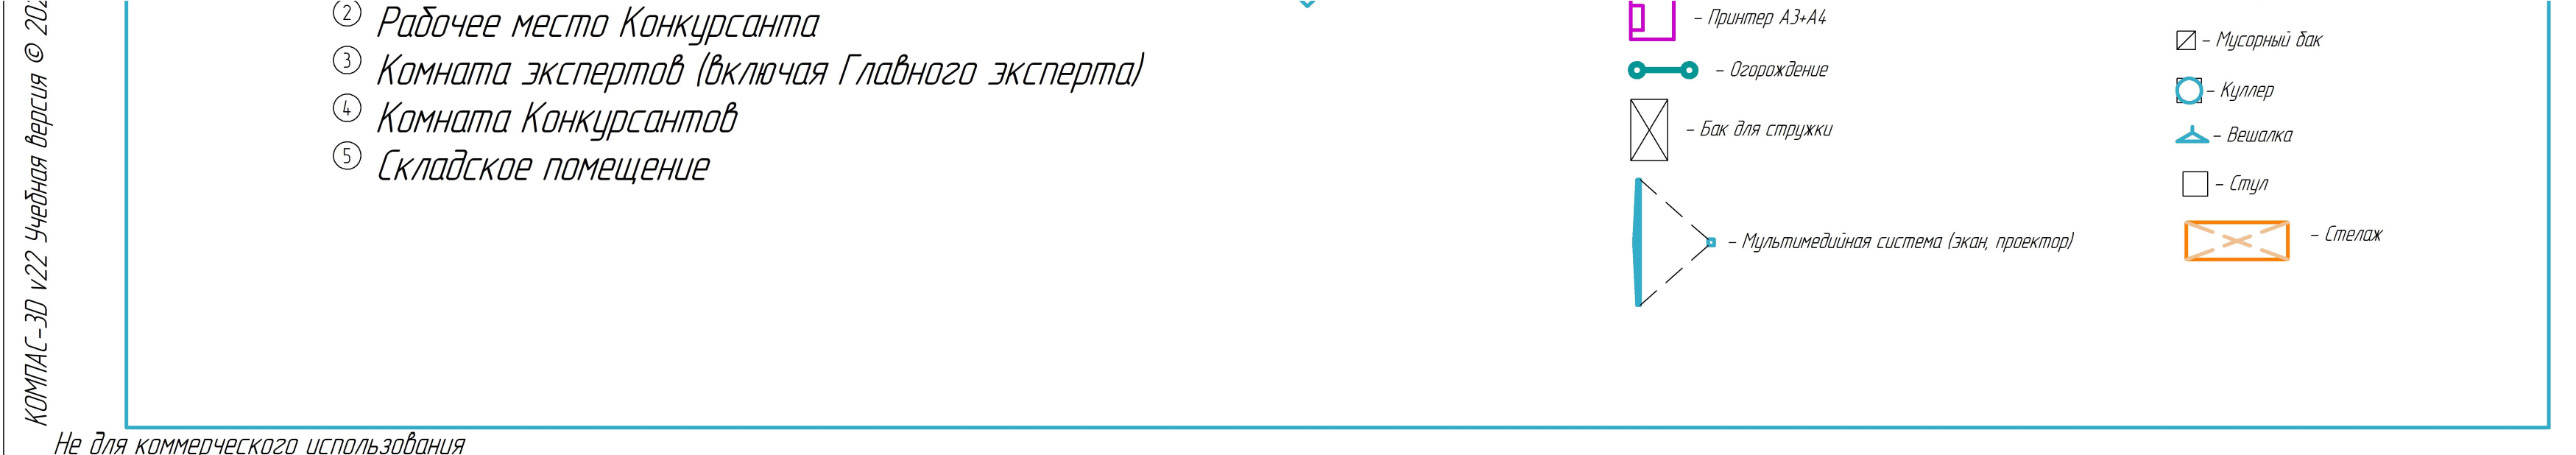 ② Рабочее место Конкурсанта
③ Комната экспертов (включая Главного эксперта)
④ Комната Конкурсантов
⑤ Складское помещение
– Принтер А3+А4
– Огорождение
– Бак для стружки
– Мультимедийная система (экан, проектор)
– Мусорный бак
– Куллер
– Вешалка
– Стул
– Стелаж
КОМПАС-3D v22 Учебная версия ©
Не для коммерческого использования